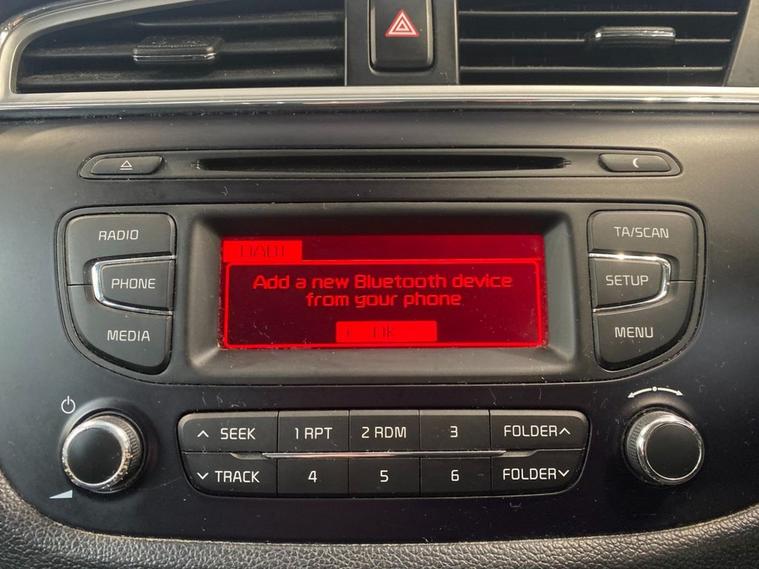 RADIO
PHONE
MEDIA
Add a new Bluetooth device
from your phone
Ok
TA/SCAN
SETUP
MENU
SEEK
1 RPT
2 RDM
3
FOLDER
TRACK
4
5
6
FOLDER